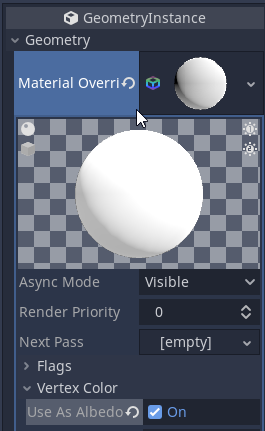 GeometryInstance
Geometry
Material Overri
Async Mode Visible
Render Priority 0
Next Pass [empty]
Flags
Vertex Color
Use As Albedo On